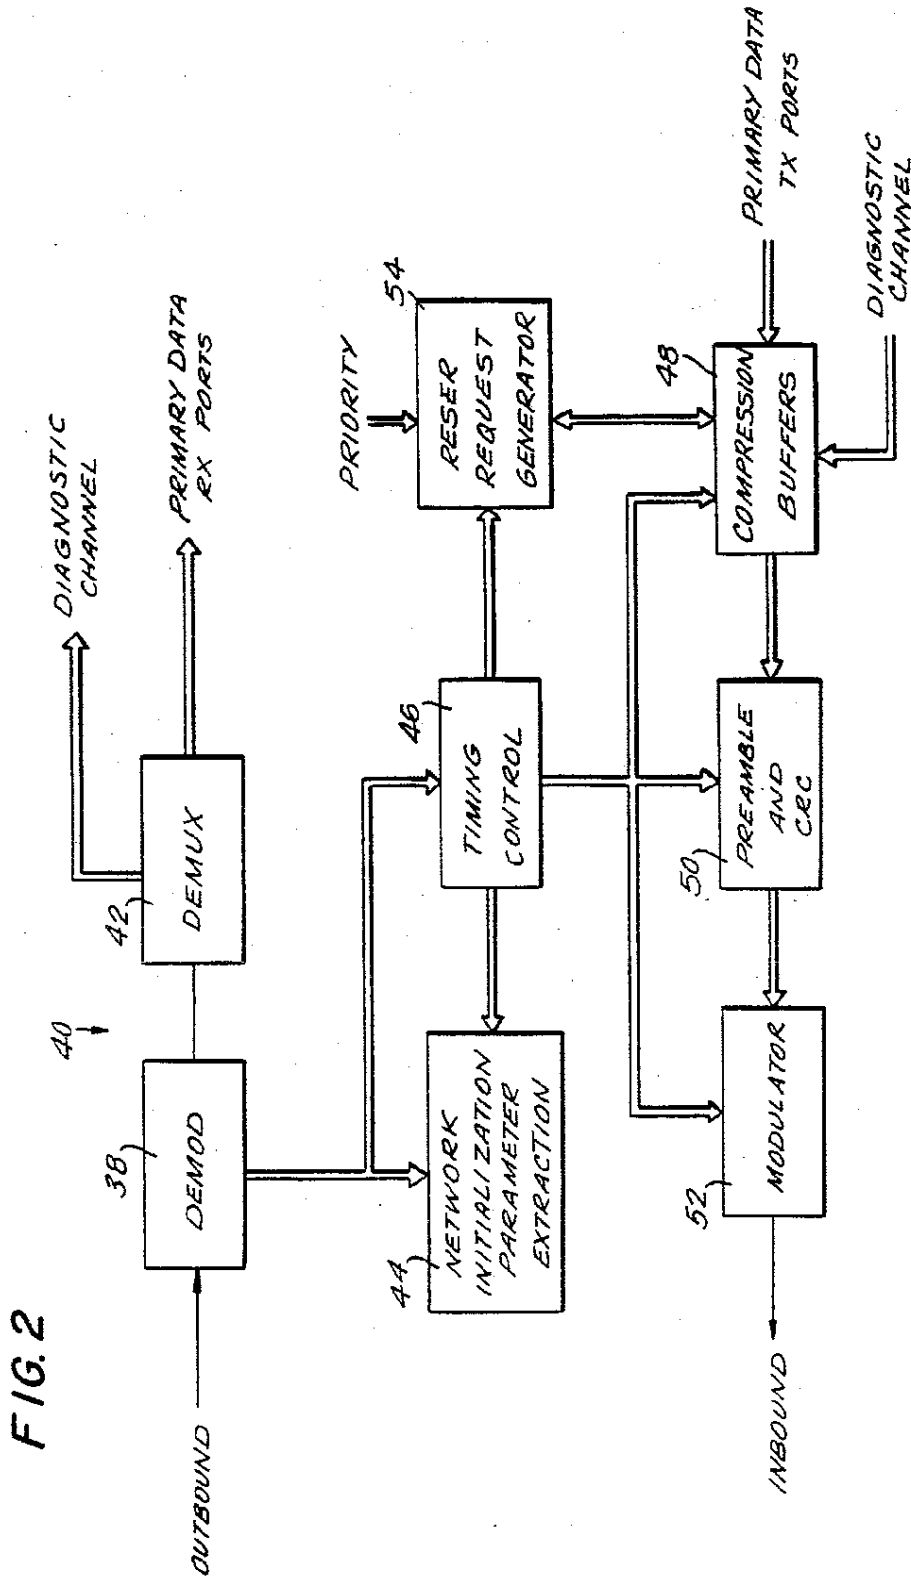 FIG. 2
DIAGNOSTIC
CHANNEL
PRIMARY DATA
RX PORTS
40
OUTBOUND
38
DEMOD
42
DEMUX
PRIORITY
44
NETWORK
INITIALIZATION
PARAMETER
EXTRACTION
46
TIMING
CONTROL
54
RESER
REQUEST
GENERATOR
INBOUND
52
MODULATOR
50
PREAMBLE
AND
CRC
48
COMPRESSION
BUFFERS
PRIMARY DATA
TX PORTS
DIAGNOSTIC
CHANNEL